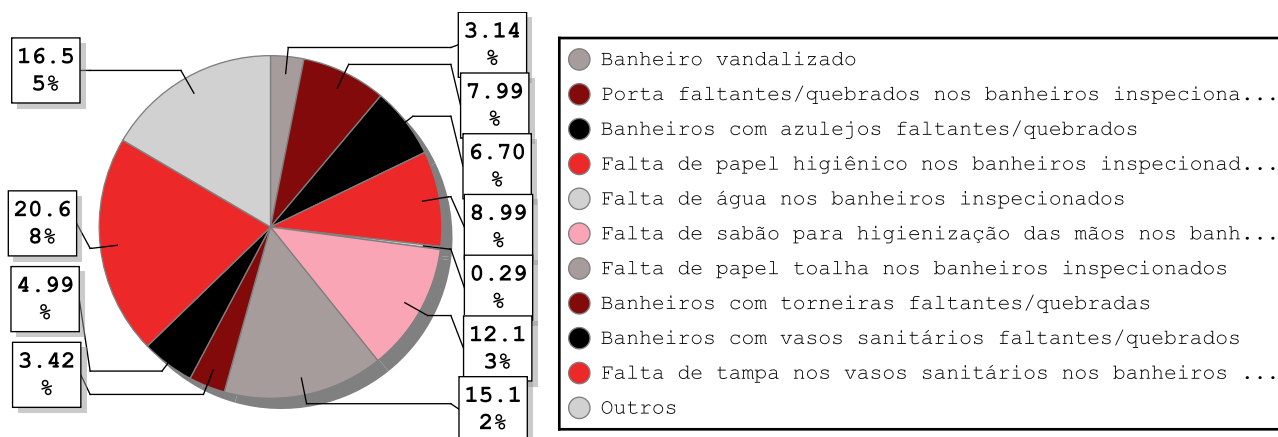 3.14
%
7.99
%
6.70
%
8.99
%
0.29
%
12.1
3%
15.1
2%
3.42
%
4.99
%
20.6
8%
16.5
5%
Banheiro vandalizado
Porta faltantes/quebrados nos banheiros inspeciona...
Banheiros com azulejos faltantes/quebrados
Falta de papel higiênico nos banheiros inspecionad...
Falta de água nos banheiros inspecionados
Falta de sabão para higienização das mãos nos banh...
Falta de papel toalha nos banheiros inspecionados
Banheiros com torneiras faltantes/quebradas
Banheiros com vasos sanitários faltantes/quebrados
Falta de tampa nos vasos sanitários nos banheiros ...
Outros